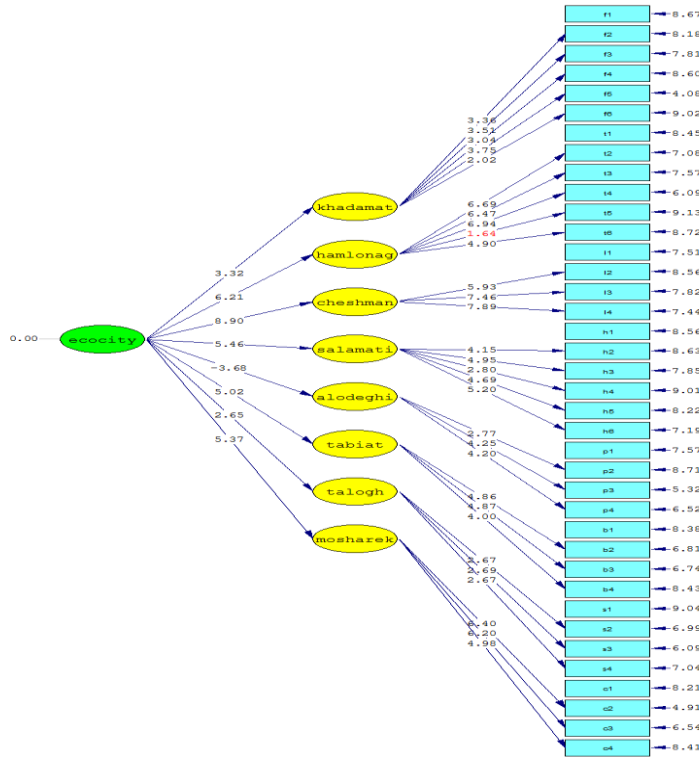 f1 8.67
f2 8.18
f3 7.81
f4 8.60
f5 4.08
f6 9.02
t1 8.45
t2 7.08
t3 7.57
t4 6.09
t5 9.13
t6 8.72
l1 7.51
l2 8.56
l3 7.82
l4 7.44
h1 8.56
h2 8.63
h3 7.85
h4 9.01
h5 8.22
h6 7.19
p1 7.57
p2 8.71
p3 5.32
p4 6.52
b1 8.38
b2 6.81
b3 6.74
b4 8.43
s1 9.04
s2 6.99
s3 6.09
s4 7.04
c1 8.21
c2 4.91
c3 6.54
c4 8.41
3.36
3.51
3.04
3.75
2.02
6.69
6.47
6.94
1.64
4.90
5.93
7.46
7.89
4.15
4.95
2.80
4.69
5.20
2.77
4.25
4.20
4.86
4.87
4.00
2.67
2.69
2.67
6.40
6.20
4.98
khadamat
hamlonag
cheshman
salamati
alodeghi
tabiat
talogh
mosharek
3.32
6.21
8.90
5.46
-3.68
5.02
2.65
5.37
0.00
ecocity